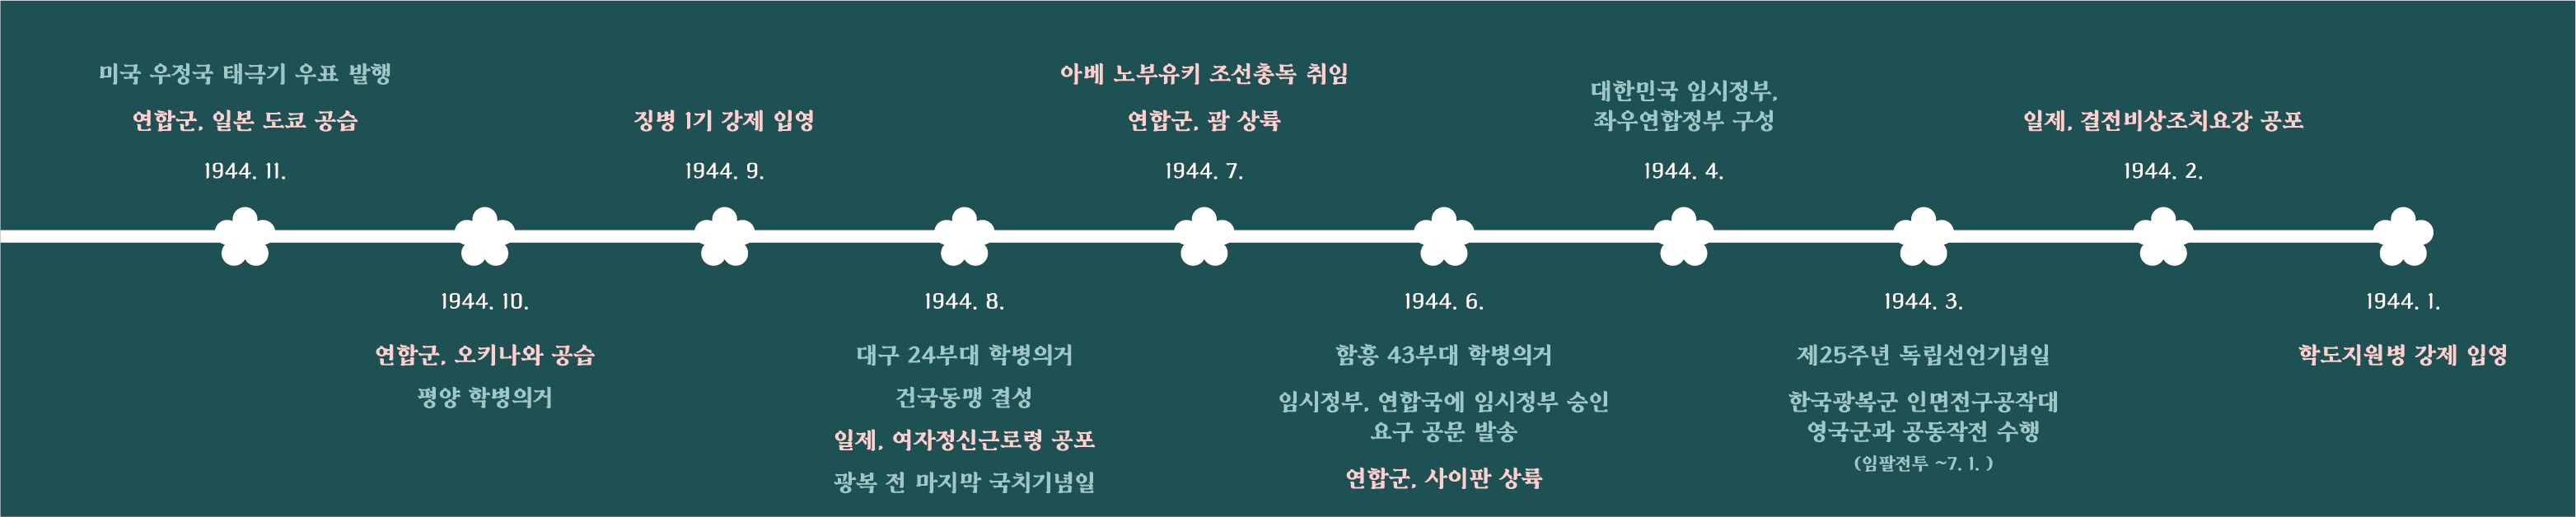 미국 우정국 태극기 우표 발행
연합군, 일본 도쿄 공습
1944. 11.
1944. 10.
연합군, 오키나와 공습
평양 학병의거
징병 1기 강제 입영
1944. 9.
1944. 8.
대구 24부대 학병의거
건국동맹 결성
일제, 여자정신근로령 공포
광복 전 마지막 국치기념일
아베 노부유키 조선총독 취임
연합군, 괌 상륙
1944. 7.
1944. 6.
함흥 43부대 학병의거
임시정부, 연합국에 임시정부 승인
요구 공문 발송
연합군, 사이판 상륙
대한민국 임시정부,
좌우연합정부 구성
1944. 4.
1944. 3.
제25주년 독립선언기념일
한국광복군 인면전구공작대
영국군과 공동작전 수행
(임팔전투 ~7. 1. )
일제, 결전비상조치요강 공포
1944. 2.
1944. 1.
학도지원병 강제 입영